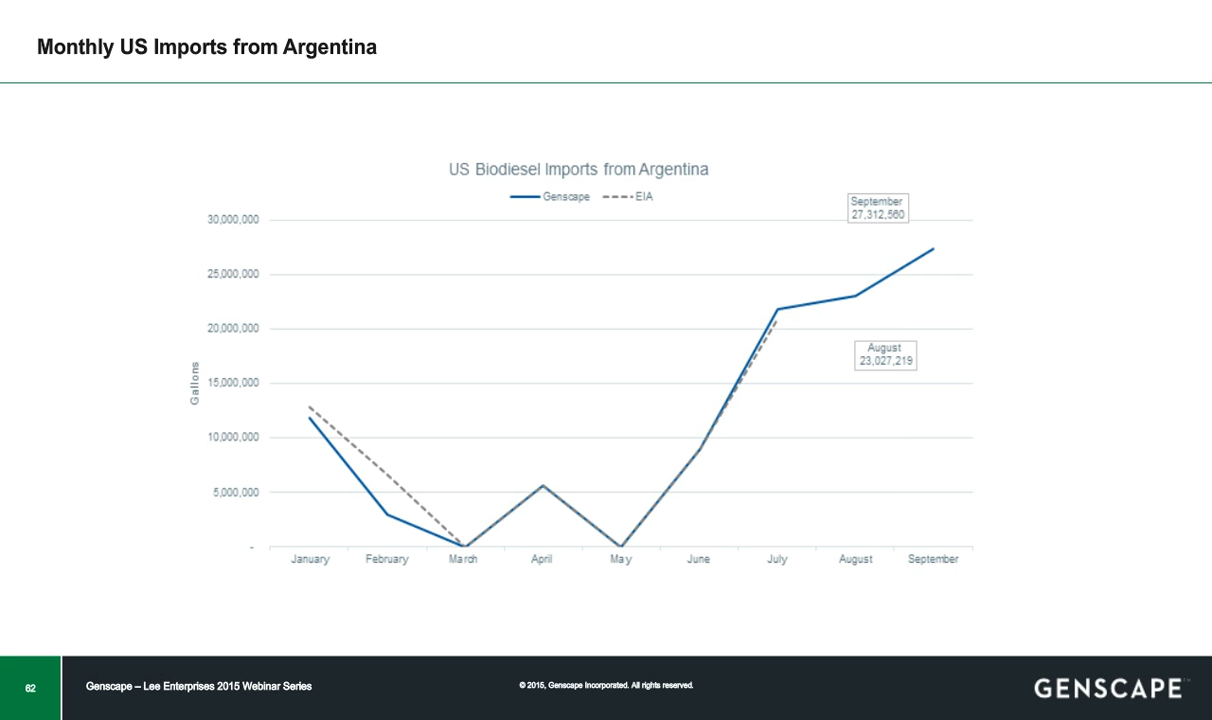 Monthly US Imports from Argentina
US Biodiesel Imports from Argentina
Genscape EIA
September
27,312,560
30,000,000
25,000,000
20,000,000
15,000,000
10,000,000
5,000,000
-
Gallons
August
23,027,219
January February March April May June July August September
62
Genscape – Lee Enterprises 2015 Webinar Series
© 2015, Genscape Incorporated. All rights reserved.
GENSCAPE™